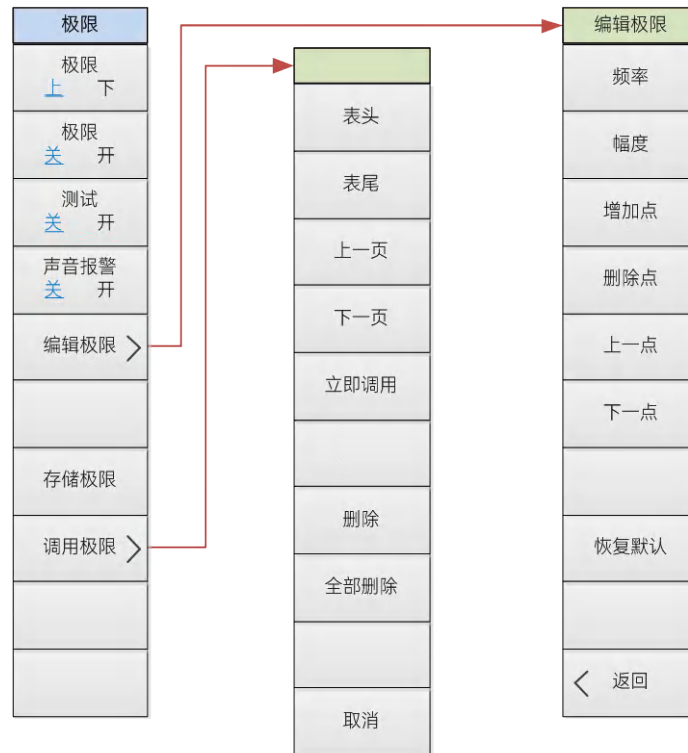 极限
极限
上 下
极限
关 开
测试
关 开
声音报警
关 开
编辑极限
存储极限
调用极限
表头
表尾
上一页
下一页
立即调用
删除
全部删除
取消
编辑极限
频率
幅度
增加点
删除点
上一点
下一点
恢复默认
返回